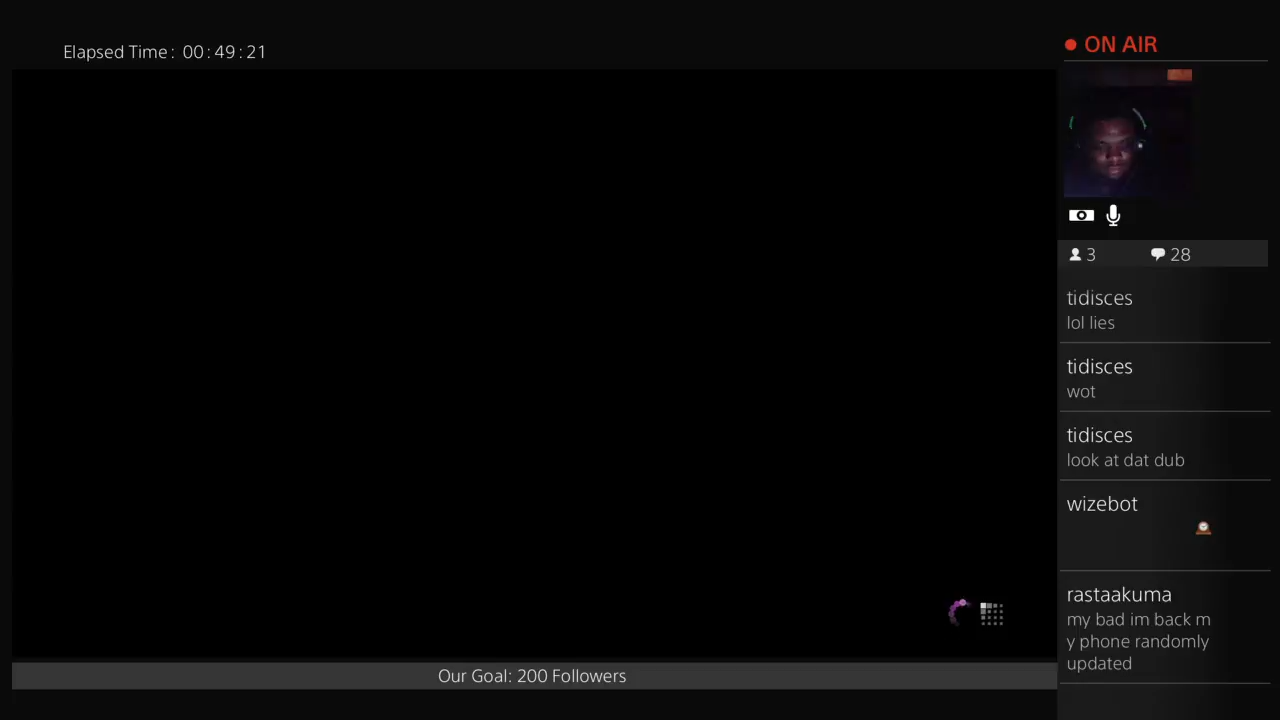 Elapsed Time: 00:49:21
ON AIR
3 28
tidisces
lol lies
tidisces
wot
tidisces
look at dat dub
wizebot
rastaakuma
my bad im back m
y phone randomly
updated
Our Goal: 200 Followers